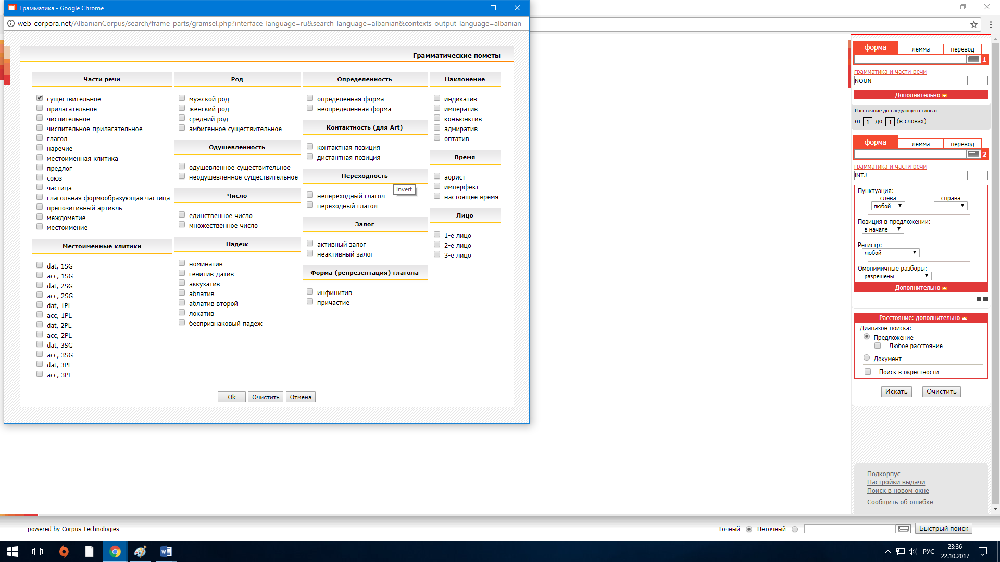 Грамматика - Google Chrome
web-corpora.net/AlbanianCorpus/search/frame_parts/gramsel.php?interface_language=ru&search_language=albanian&contexts_output_language=albanian
Грамматические пометы
Части речи
существительное
прилагательное
числительное
числительное-прилагательное
глагол
наречие
местоименная клитика
предлог
союз
частица
глагольная формообразующая частица
препозитивный артикль
междометие
местоимение
Местоименные клитики
dat, 1SG
acc, 1SG
dat, 2SG
acc, 2SG
dat, 1PL
acc, 1PL
dat, 2PL
acc, 2PL
dat, 3SG
acc, 3SG
dat, 3PL
acc, 3PL
Род
мужской род
женский род
средний род
амбигенное существительное
Одушевленность
одушевленное существительное
неодушевленное существительное
Число
единственное число
множественное число
Падеж
номинатив
генитив-датив
аккузатив
аблатив
аблатив второй
локатив
беспризнаковый падеж
Определенность
определенная форма
неопределенная форма
Контактность (для Art)
контактная позиция
дистантная позиция
Переходность
Invert
непереходный глагол
переходный глагол
Залог
активный залог
неактивный залог
Форма (репрезентация) глагола
инфинитив
причастие
Наклонение
индикатив
императив
конъюнктив
адмиратив
оптатив
Время
аорист
имперфект
настоящее время
Лицо
1-е лицо
2-е лицо
3-е лицо
Ok Очистить Отмена
форма лемма перевод
1
грамматика и части речи
NOUN
Дополнительно
Расстояние до следующего слова:
от 1 до 1 (в словах)
форма лемма перевод
2
грамматика и части речи
INTJ
Пунктуация:
слева справа
любой
Позиция в предложении:
в начале
Регистр:
любой
Омонимичные разборы:
разрешены
Дополнительно
Расстояние: дополнительно
Диапазон поиска:
Предложение
Любое расстояние
Документ
Поиск в окрестности
Искать Очистить
Подкорпус
Настройки выдачи
Поиск в новом окне
Сообщить об ошибке
powered by Corpus Technologies
Точный Неточный Быстрый поиск
РУС
23:36
22.10.2017